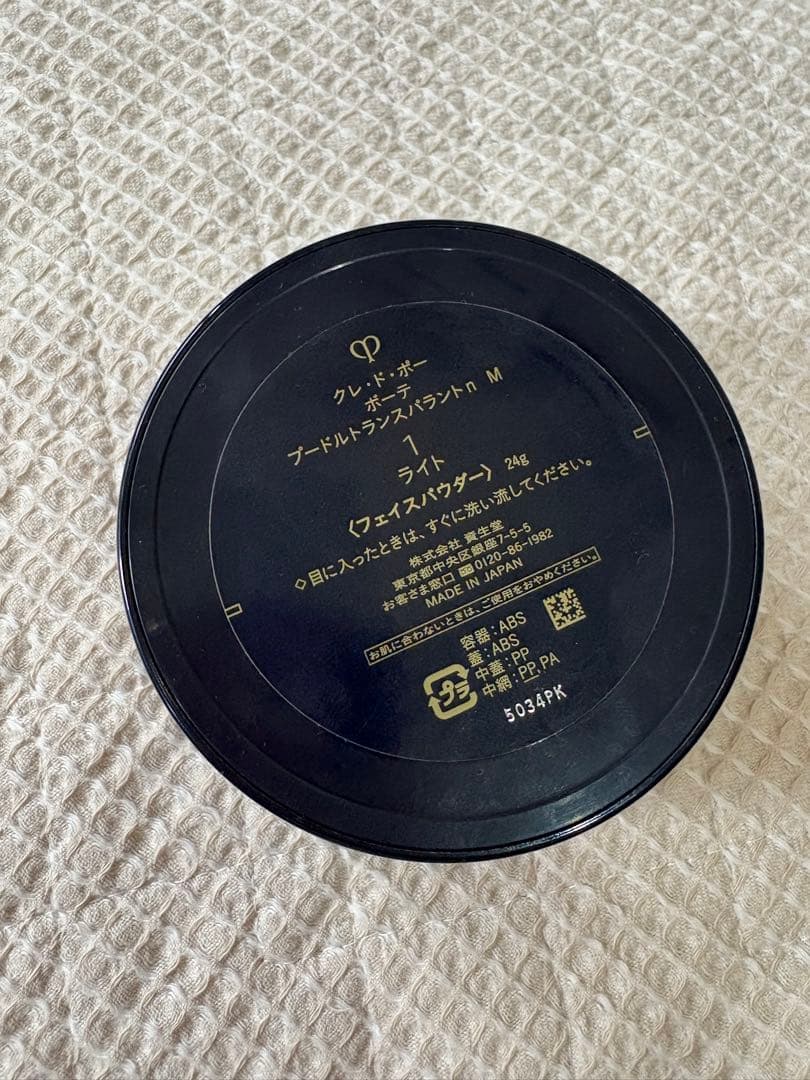 クレ・ド・ポー
ボーテ
プードルトランスパラントn M
1
ライト
〈フェイスパウダー〉 24g
◇目に入ったときは、すぐに洗い流してください。
株式会社 資生堂
東京都中央区銀座7-5-5
お客さま窓口 0120-86-1982
MADE IN JAPAN
お肌に合わないときは、ご使用をおやめください。
容器:ABS
蓋:ABS
中蓋:PP
中網:PP,PA
プラ
5034PK